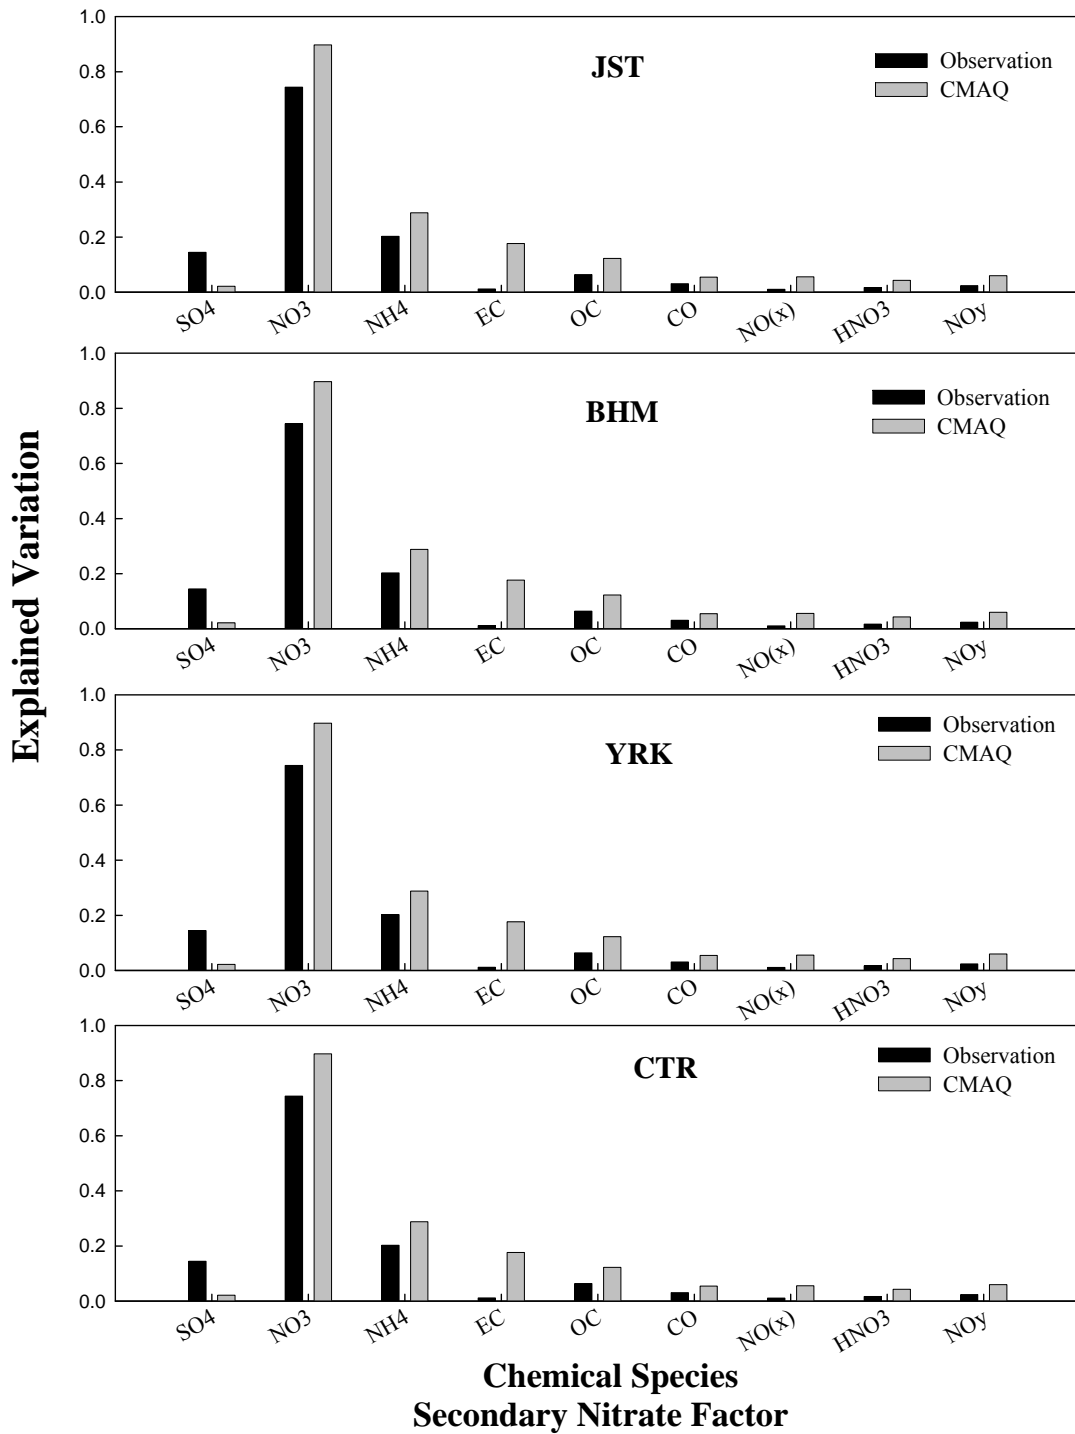 Explained Variation
1.0
0.8
0.6
0.4
0.2
0.0
JST
Observation
CMAQ
SO4 NO3 NH4 EC OC CO NO(x) HNO3 NOy
1.0
0.8
0.6
0.4
0.2
0.0
BHM
Observation
CMAQ
SO4 NO3 NH4 EC OC CO NO(x) HNO3 NOy
1.0
0.8
0.6
0.4
0.2
0.0
YRK
Observation
CMAQ
SO4 NO3 NH4 EC OC CO NO(x) HNO3 NOy
1.0
0.8
0.6
0.4
0.2
0.0
CTR
Observation
CMAQ
SO4 NO3 NH4 EC OC CO NO(x) HNO3 NOy
Chemical Species
Secondary Nitrate Factor